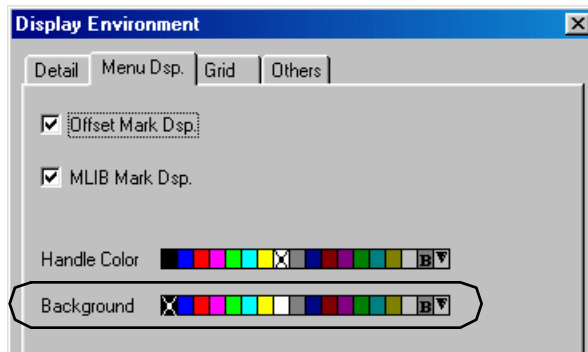 Display Environment
Detail Menu Dsp. Grid Others
Offset Mark Dsp.
MLIB Mark Dsp.
Handle Color B
Background B